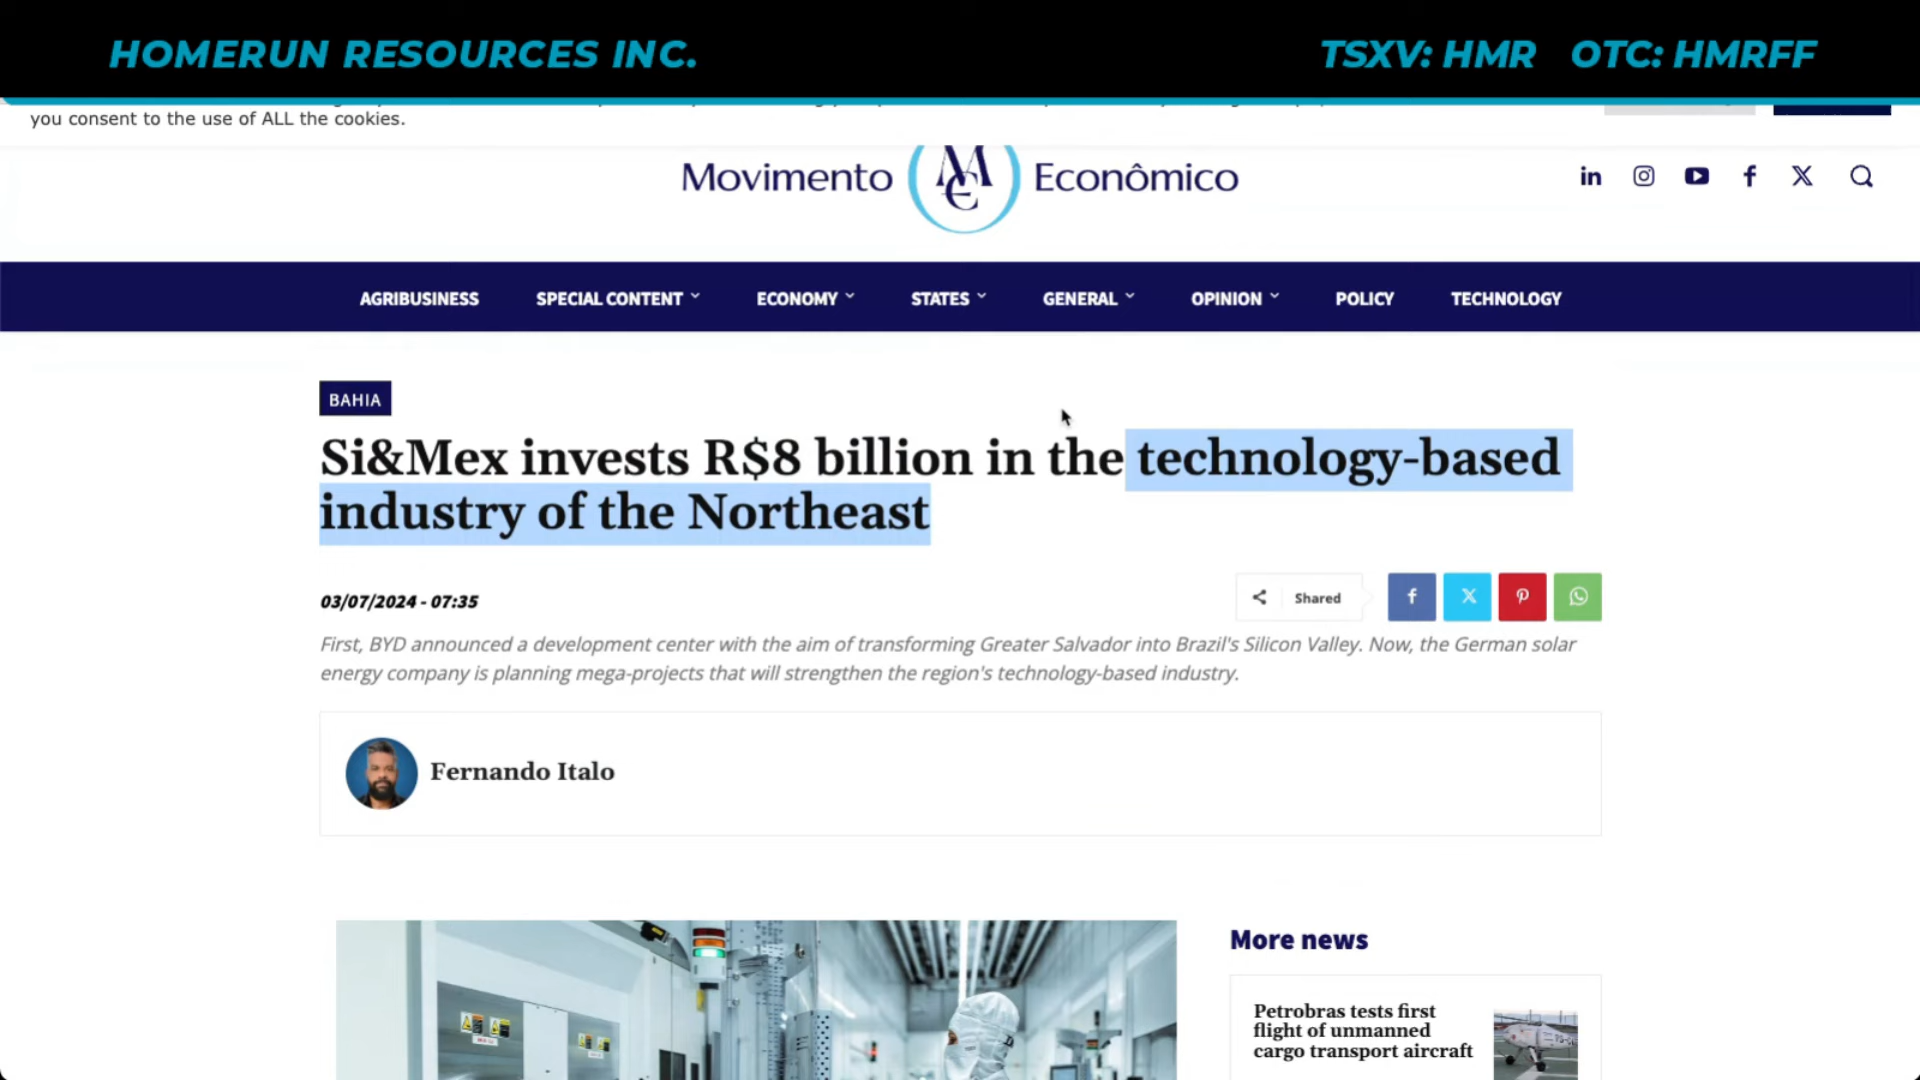 HOMERUN RESOURCES INC.
TSXV: HMR OTC: HMRFF
you consent to the use of ALL the cookies.
Movimento Econômico
AGRIBUSINESS SPECIAL CONTENT ECONOMY STATES GENERAL OPINION POLICY TECHNOLOGY
BAHIA
Si&Mex invests R$8 billion in the technology-based
industry of the Northeast
03/07/2024 - 07:35
Shared
First, BYD announced a development center with the aim of transforming Greater Salvador into Brazil's Silicon Valley. Now, the German solar
energy company is planning mega-projects that will strengthen the region's technology-based industry.
Fernando Italo
More news
Petrobras tests first
flight of unmanned
cargo transport aircraft